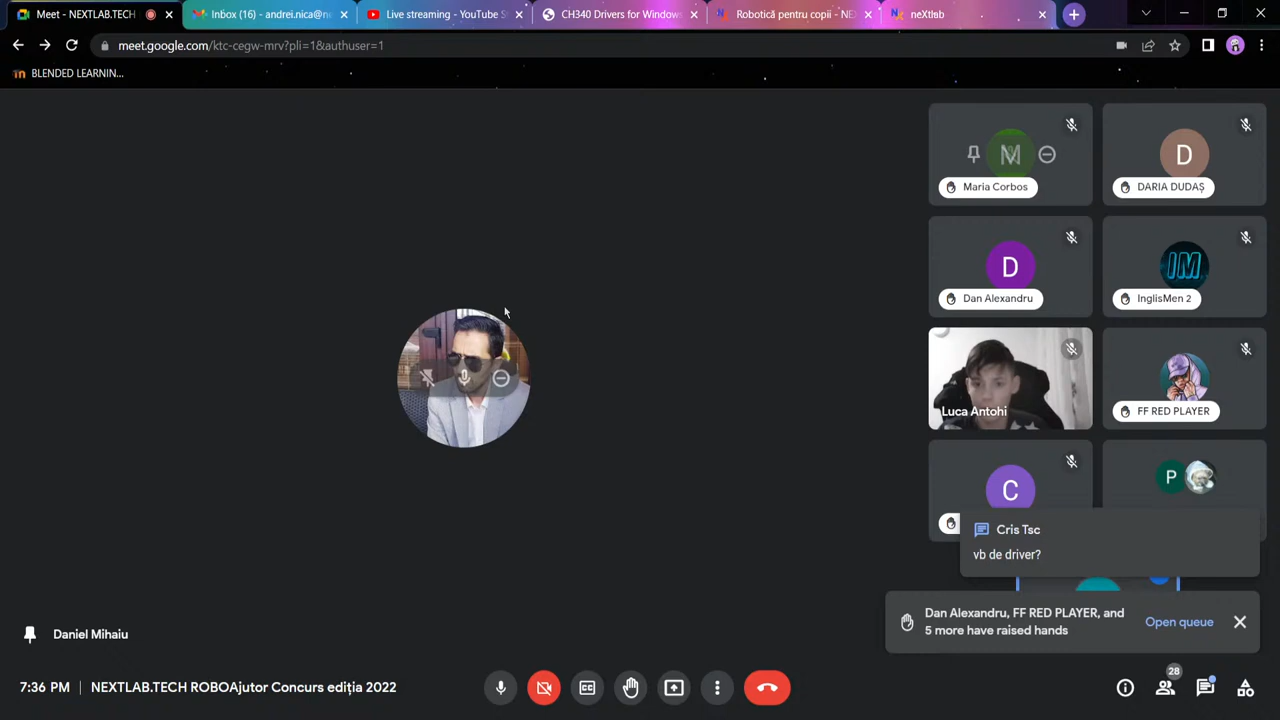 Meet - NEXTLAB.TECH
Inbox (16) - andrei.nica@ne
Live streaming - YouTube S
CH340 Drivers for Window
Robotică pentru copii - NE
neXtlab
meet.google.com/ktc-cegw-mrv?pli=1&authuser=1
BLENDED LEARNIN...
M
Maria Corbos
D
DARIA DUDAȘ
D
Dan Alexandru
IM
InglisMen 2
Luca Antohi
FF RED PLAYER
C
P
Cris Tsc
vb de driver?
Dan Alexandru, FF RED PLAYER, and
5 more have raised hands
Open queue
Daniel Mihaiu
7:36 PM | NEXTLAB.TECH ROBOAjutor Concurs ediția 2022
28